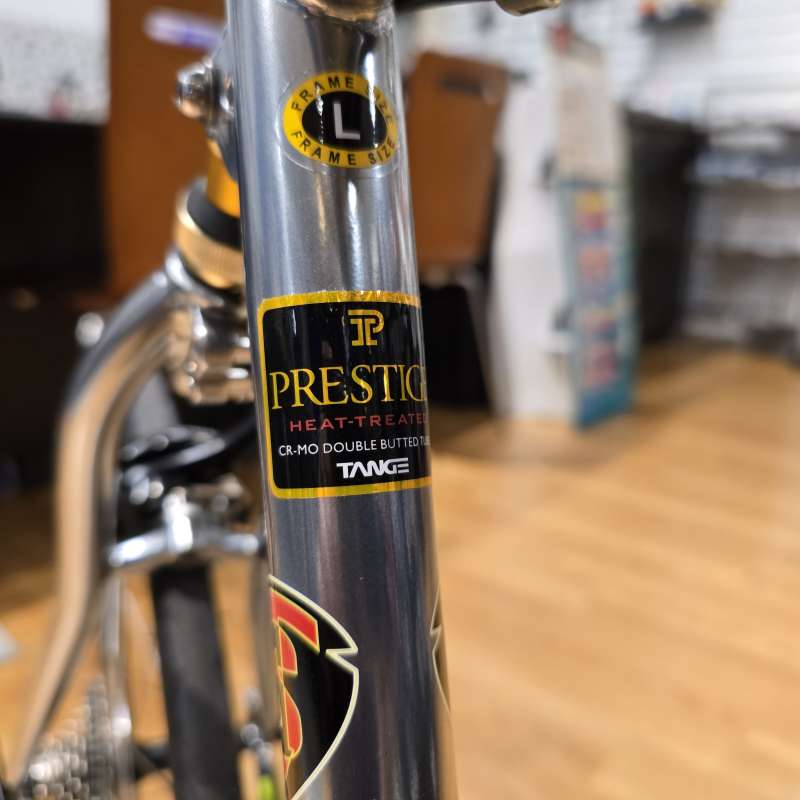 FRAME SIZE
L
FRAME SIZE
PRESTIG
HEAT-TREATE
CR-MO DOUBLE BUTTED TU
TANGE